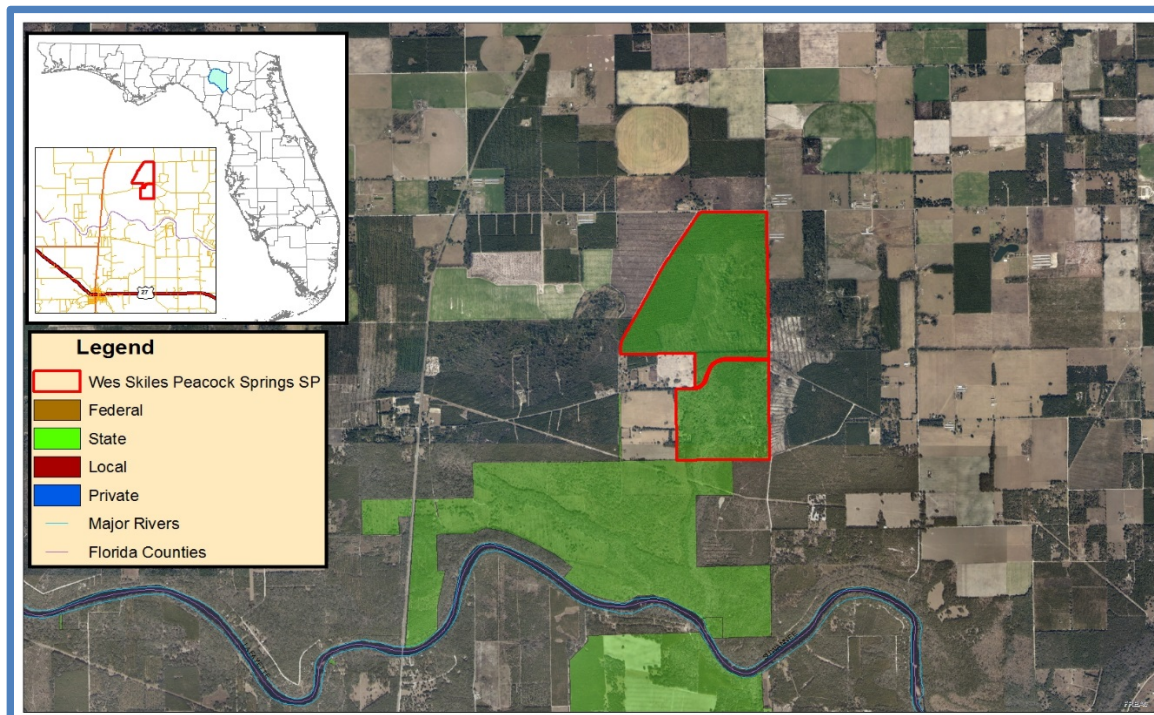 27
Legend
Wes Skiles Peacock Springs SP
Federal
State
Local
Private
Major Rivers
Florida Counties